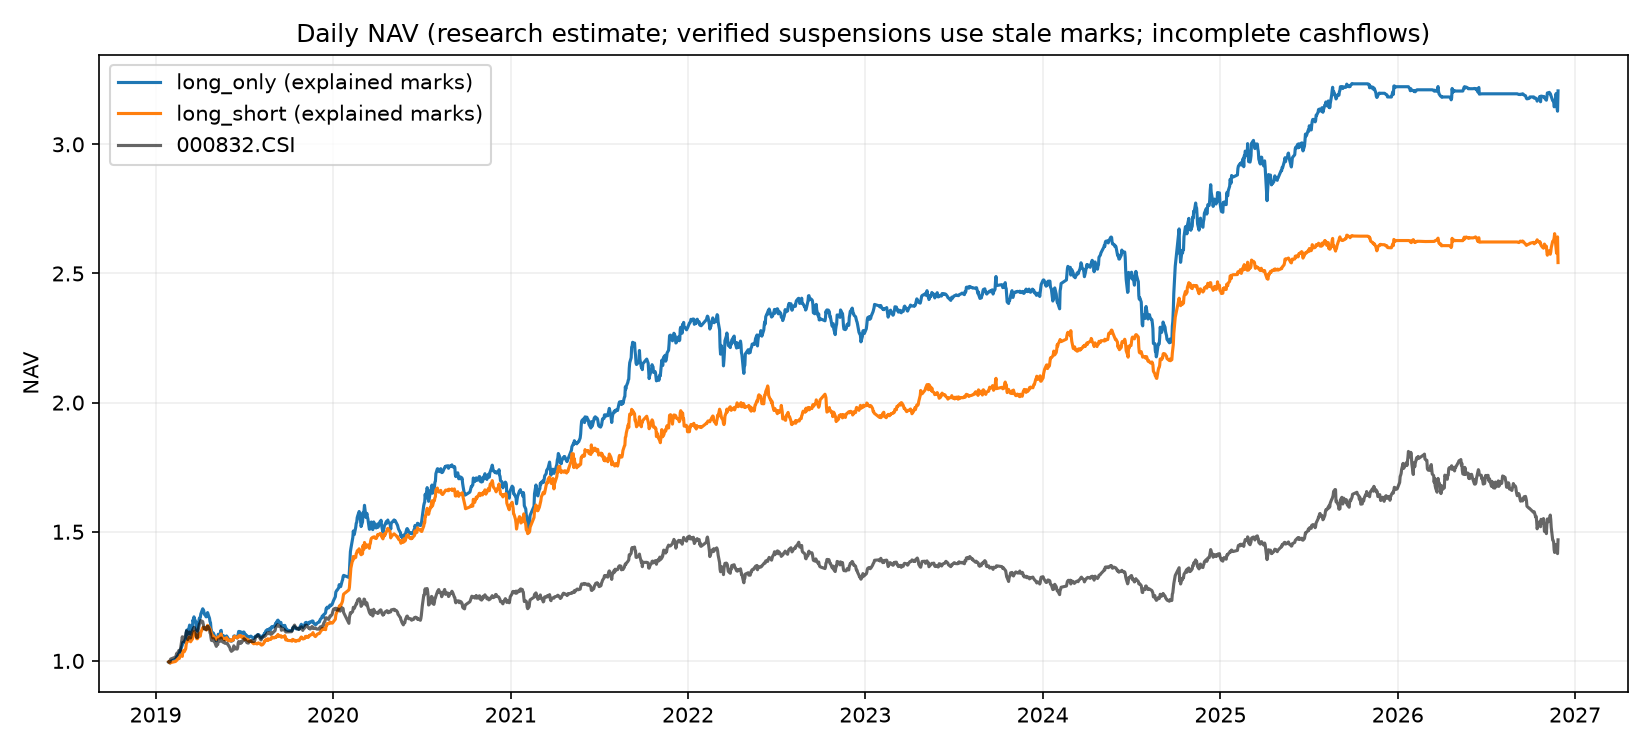 Daily NAV (research estimate; verified suspensions use stale marks; incomplete cashflows)
long_only (explained marks)
long_short (explained marks)
000832.CSI
NAV
3.0
2.5
2.0
1.5
1.0
2019 2020 2021 2022 2023 2024 2025 2026 2027